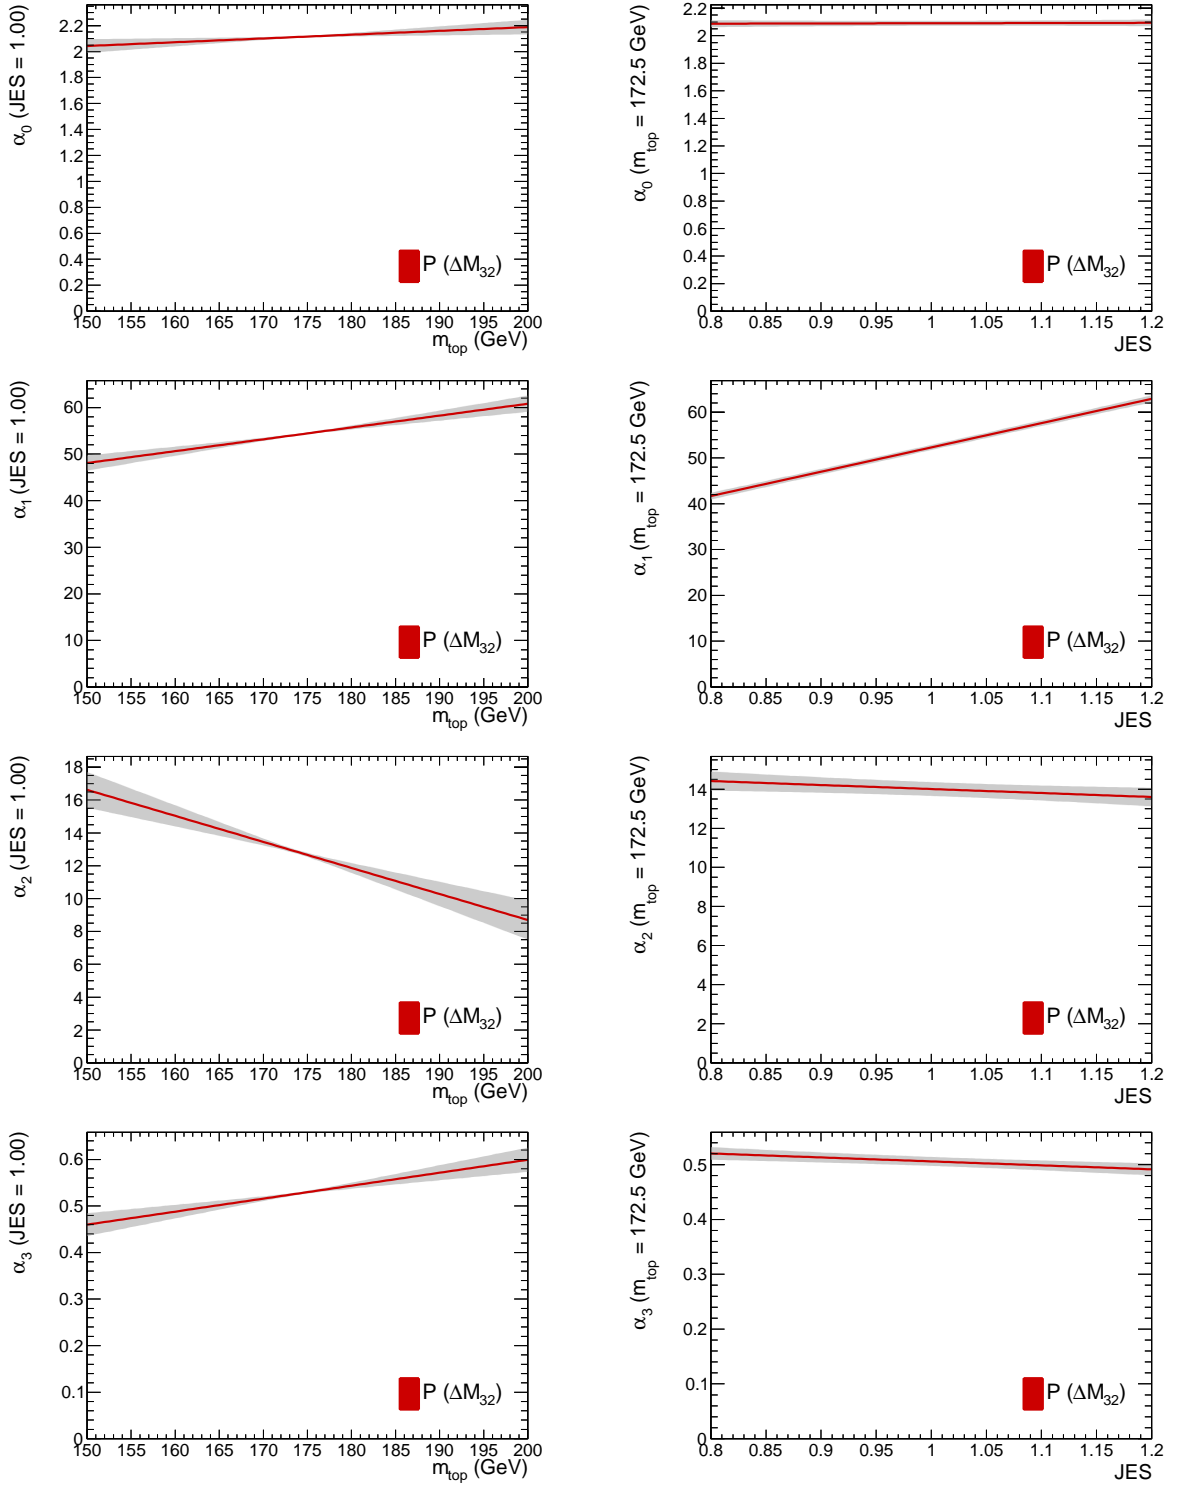 α0 (JES = 1.00)
2.2
2
1.8
1.6
1.4
1.2
1
0.8
0.6
0.4
0.2
0
P (ΔM32)
150 155 160 165 170 175 180 185 190 195 200
mtop (GeV)
α0 (mtop = 172.5 GeV)
2.2
2
1.8
1.6
1.4
1.2
1
0.8
0.6
0.4
0.2
0
P (ΔM32)
0.8 0.85 0.9 0.95 1 1.05 1.1 1.15 1.2
JES
α1 (JES = 1.00)
60
50
40
30
20
10
0
P (ΔM32)
150 155 160 165 170 175 180 185 190 195 200
mtop (GeV)
α1 (mtop = 172.5 GeV)
60
50
40
30
20
10
0
P (ΔM32)
0.8 0.85 0.9 0.95 1 1.05 1.1 1.15 1.2
JES
α2 (JES = 1.00)
18
16
14
12
10
8
6
4
2
0
P (ΔM32)
150 155 160 165 170 175 180 185 190 195 200
mtop (GeV)
α2 (mtop = 172.5 GeV)
14
12
10
8
6
4
2
0
P (ΔM32)
0.8 0.85 0.9 0.95 1 1.05 1.1 1.15 1.2
JES
α3 (JES = 1.00)
0.6
0.5
0.4
0.3
0.2
0.1
0
P (ΔM32)
150 155 160 165 170 175 180 185 190 195 200
mtop (GeV)
α3 (mtop = 172.5 GeV)
0.5
0.4
0.3
0.2
0.1
0
P (ΔM32)
0.8 0.85 0.9 0.95 1 1.05 1.1 1.15 1.2
JES